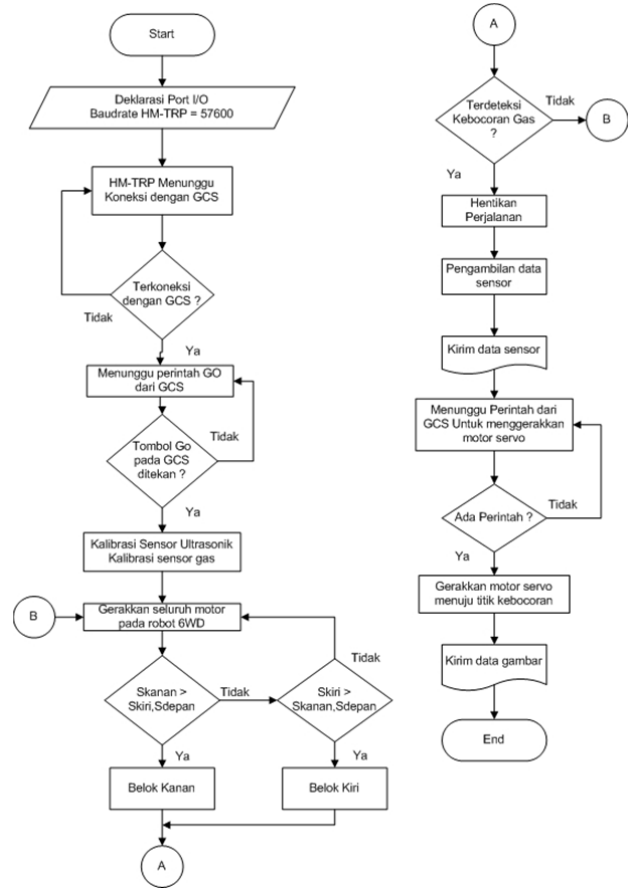 Start
Deklarasi Port I/O
Baudrate HM-TRP = 57600
HM-TRP Menunggu
Koneksi dengan GCS
Terkoneksi
dengan GCS ?
Tidak
Ya
Menunggu perintah GO
dari GCS
Tombol Go
pada GCS
ditekan ?
Tidak
Ya
Kalibrasi Sensor Ultrasonik
Kalibrasi sensor gas
B
Gerakkan seluruh motor
pada robot 6WD
Skanan >
Skiri,Sdepan
Tidak
Skiri >
Skanan,Sdepan
Tidak
Ya
Ya
Belok Kanan
Belok Kiri
A
A
Terdeteksi
Kebocoran Gas
?
Tidak
B
Ya
Hentikan
Perjalanan
Pengambilan data
sensor
Kirim data sensor
Menunggu Perintah dari
GCS Untuk menggerakkan
motor servo
Ada Perintah ?
Tidak
Ya
Gerakkan motor servo
menuju titik kebocoran
Kirim data gambar
End